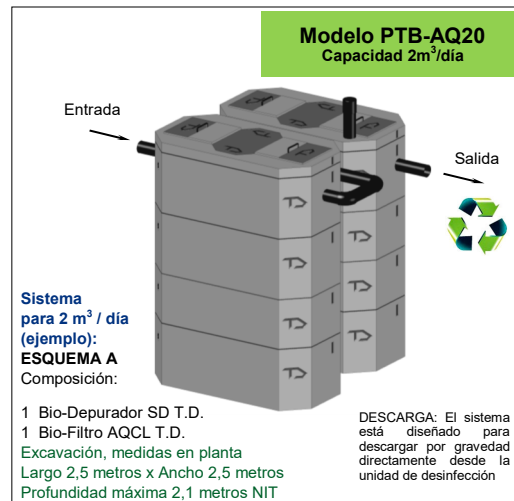 Modelo PTB-AQ20
Capacidad 2m³/día
Entrada
Salida
Sistema
para 2 m³ / día
(ejemplo):
ESQUEMA A
Composición:
1 Bio-Depurador SD T.D.
1 Bio-Filtro AQCL T.D.
Excavación, medidas en planta
Largo 2,5 metros x Ancho 2,5 metros
Profundidad máxima 2,1 metros NIT
DESCARGA: El sistema
está diseñado para
descargar por gravedad
directamente desde la
unidad de desinfección